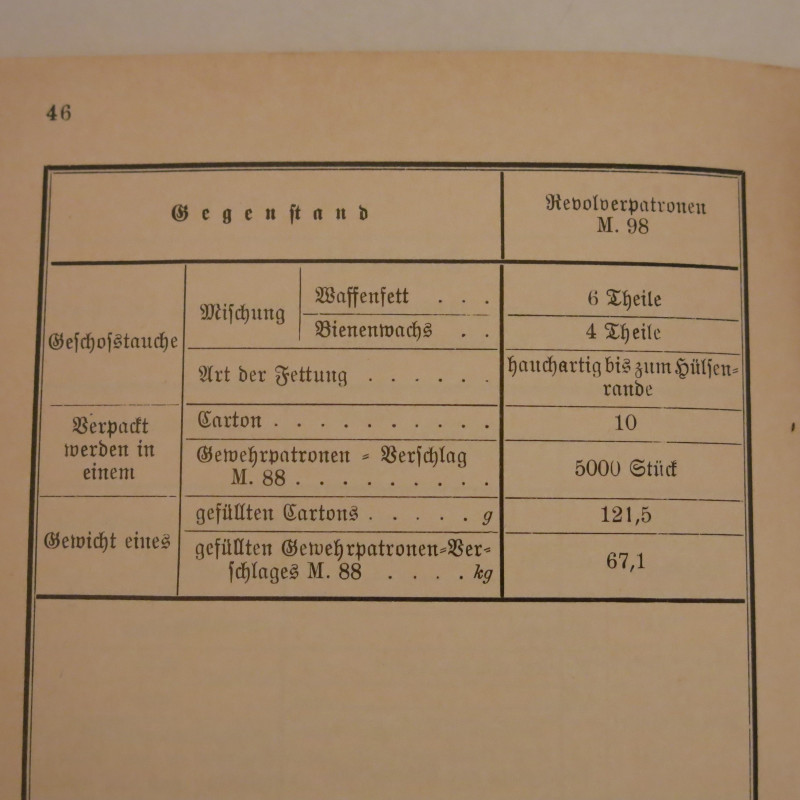 46
Gegenstand
Revolverpatronen
M. 98
Geschoßtauche
Mischung
Waffenfett . . .
6 Theile
Bienenwachs . .
4 Theile
Art der Fettung . . . . . .
hauchartig bis zum Hülsen=
rande
Verpackt
werden in
einem
Carton . . . . . . . . . .
10
Gewehrpatronen = Verschlag
M. 88 . . . . . . . . .
5000 Stück
Gewicht eines
gefüllten Cartons . . . . . g
121,5
gefüllten Gewehrpatronen=Ver=
schlages M. 88 . . . . kg
67,1